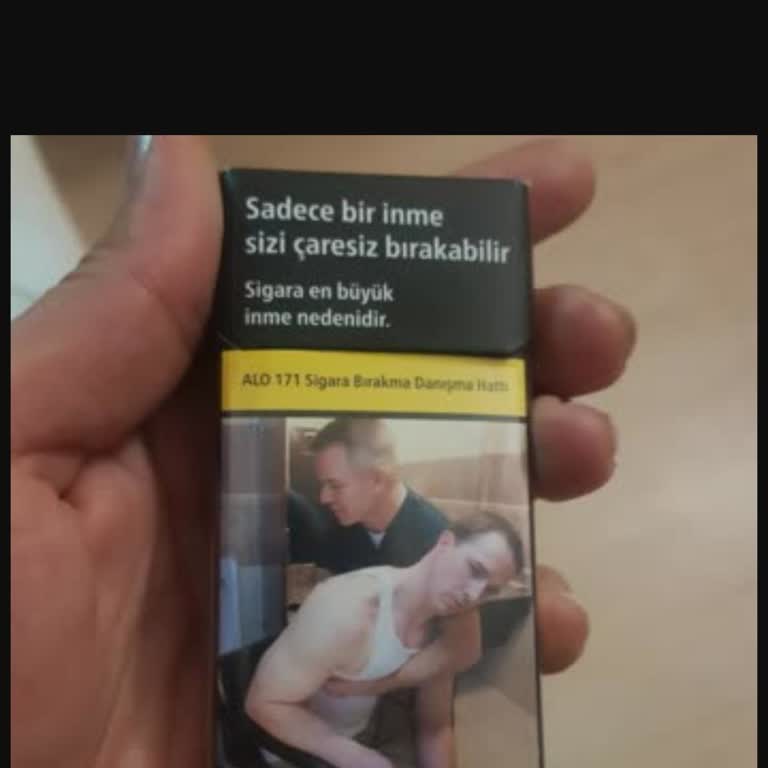 Sadece bir inme
sizi çaresiz bırakabilir
Sigara en büyük
inme nedenidir.
ALO 171 Sigara Bırakma Danışma Hattı